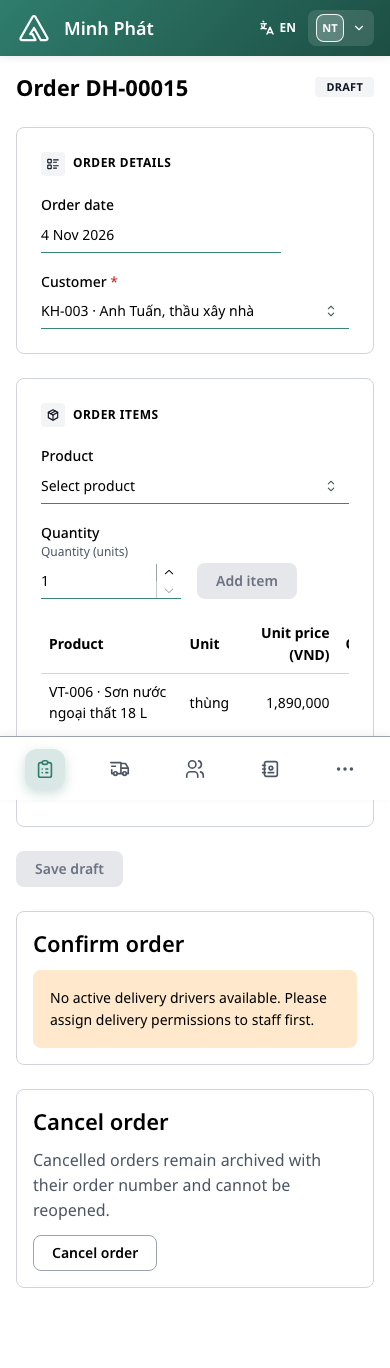 Minh Phát
EN
NT
Order DH-00015
DRAFT
ORDER DETAILS
Order date
4 Nov 2026
Customer *
KH-003 · Anh Tuấn, thầu xây nhà
ORDER ITEMS
Product
Select product
Quantity
Quantity (units)
1
Add item
Product
Unit
Unit price
(VND)
VT-006 · Sơn nước
ngoại thất 18 L
thùng
1,890,000
Save draft
Confirm order
No active delivery drivers available. Please
assign delivery permissions to staff first.
Cancel order
Cancelled orders remain archived with
their order number and cannot be
reopened.
Cancel order